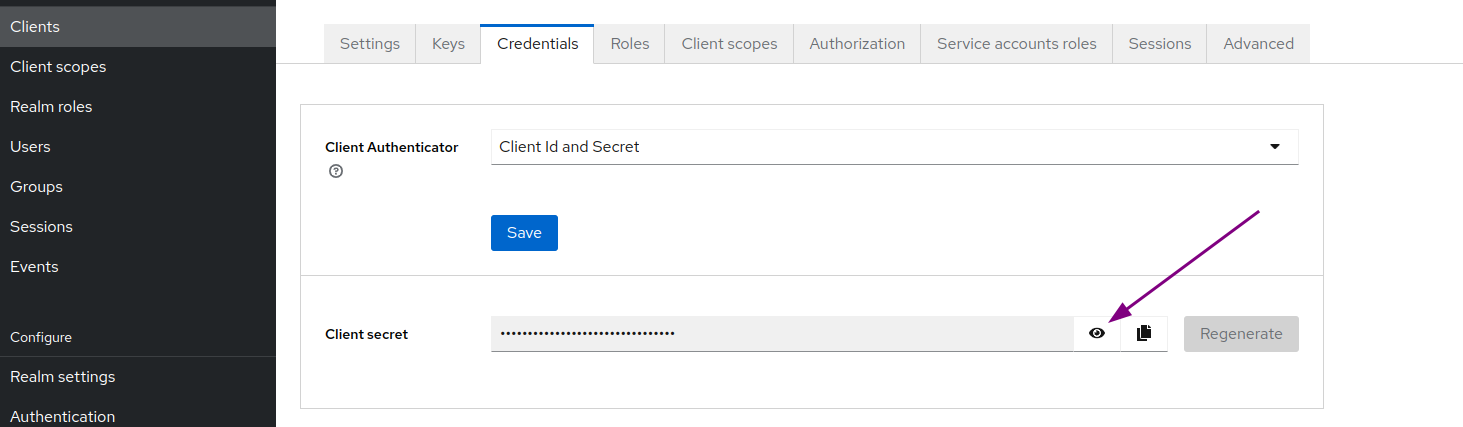 Clients
Client scopes
Realm roles
Users
Groups
Sessions
Events
Configure
Realm settings
Authentication
Settings Keys Credentials Roles Client scopes Authorization Service accounts roles Sessions Advanced
Client Authenticator Client Id and Secret
Save
Client secret •••••••••••••••••••••••••••••••• Regenerate